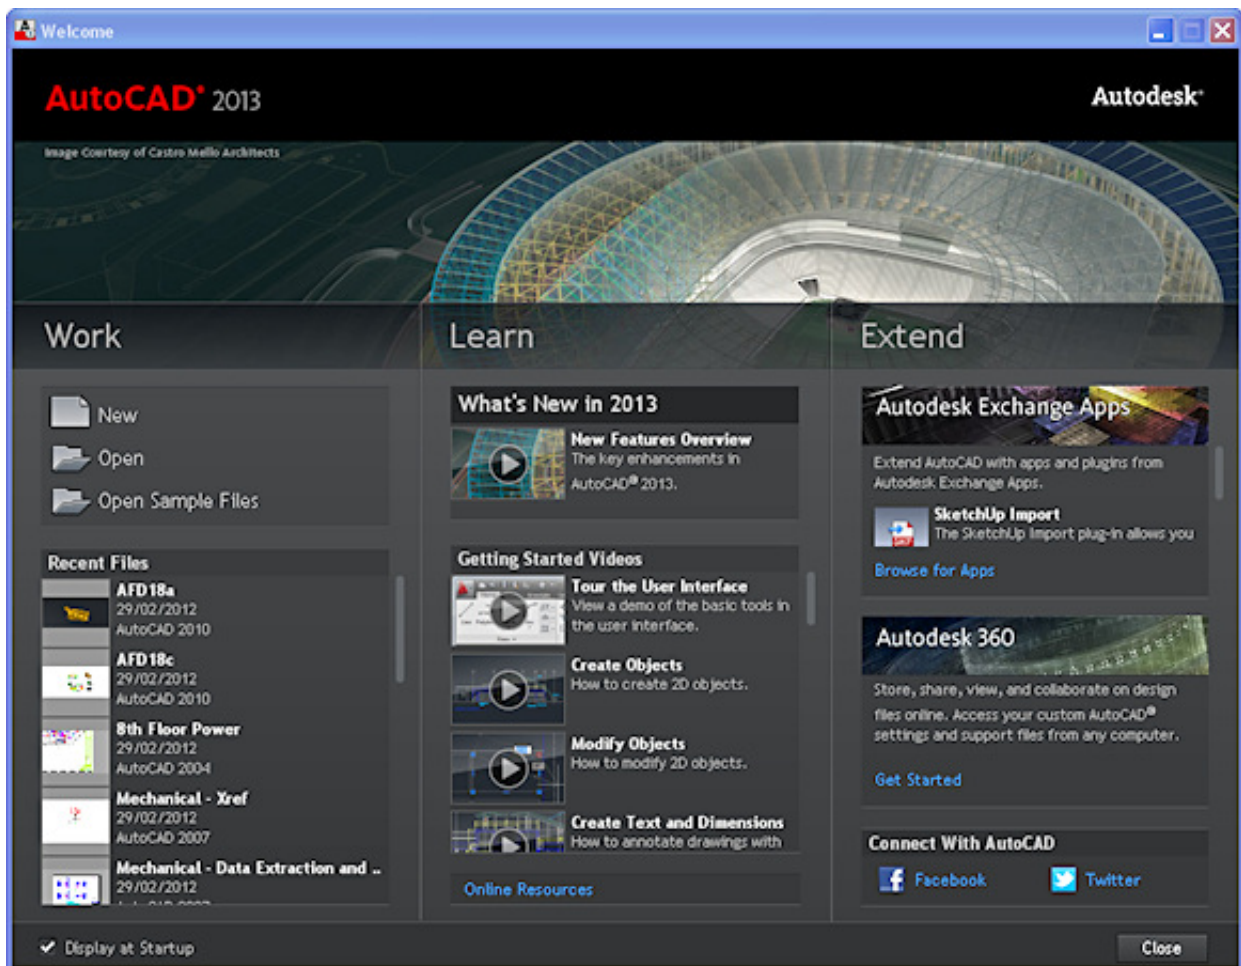 Welcome
AutoCAD® 2013
Autodesk®
Image Courtesy of Castro Mello Architects
Work
New
Open
Open Sample Files
Recent Files
AFD18a
29/02/2012
AutoCAD 2010
AFD18c
29/02/2012
AutoCAD 2010
8th Floor Power
29/02/2012
AutoCAD 2004
Mechanical - Xref
29/02/2012
AutoCAD 2007
Mechanical - Data Extraction and ..
29/02/2012
Display at Startup
Learn
What's New in 2013
New Features Overview
The key enhancements in
AutoCAD® 2013.
Getting Started Videos
Tour the User Interface
View a demo of the basic tools in
the user interface.
Create Objects
How to create 2D objects.
Modify Objects
How to modify 2D objects.
Create Text and Dimensions
How to annotate drawings with
Online Resources
Extend
Autodesk Exchange Apps
Extend AutoCAD with apps and plugins from
Autodesk Exchange Apps.
SketchUp Import
The SketchUp Import plug-in allows you
Browse for Apps
Autodesk 360
Store, share, view, and collaborate on design
files online. Access your custom AutoCAD®
settings and support files from any computer.
Get Started
Connect With AutoCAD
Facebook
Twitter
Close